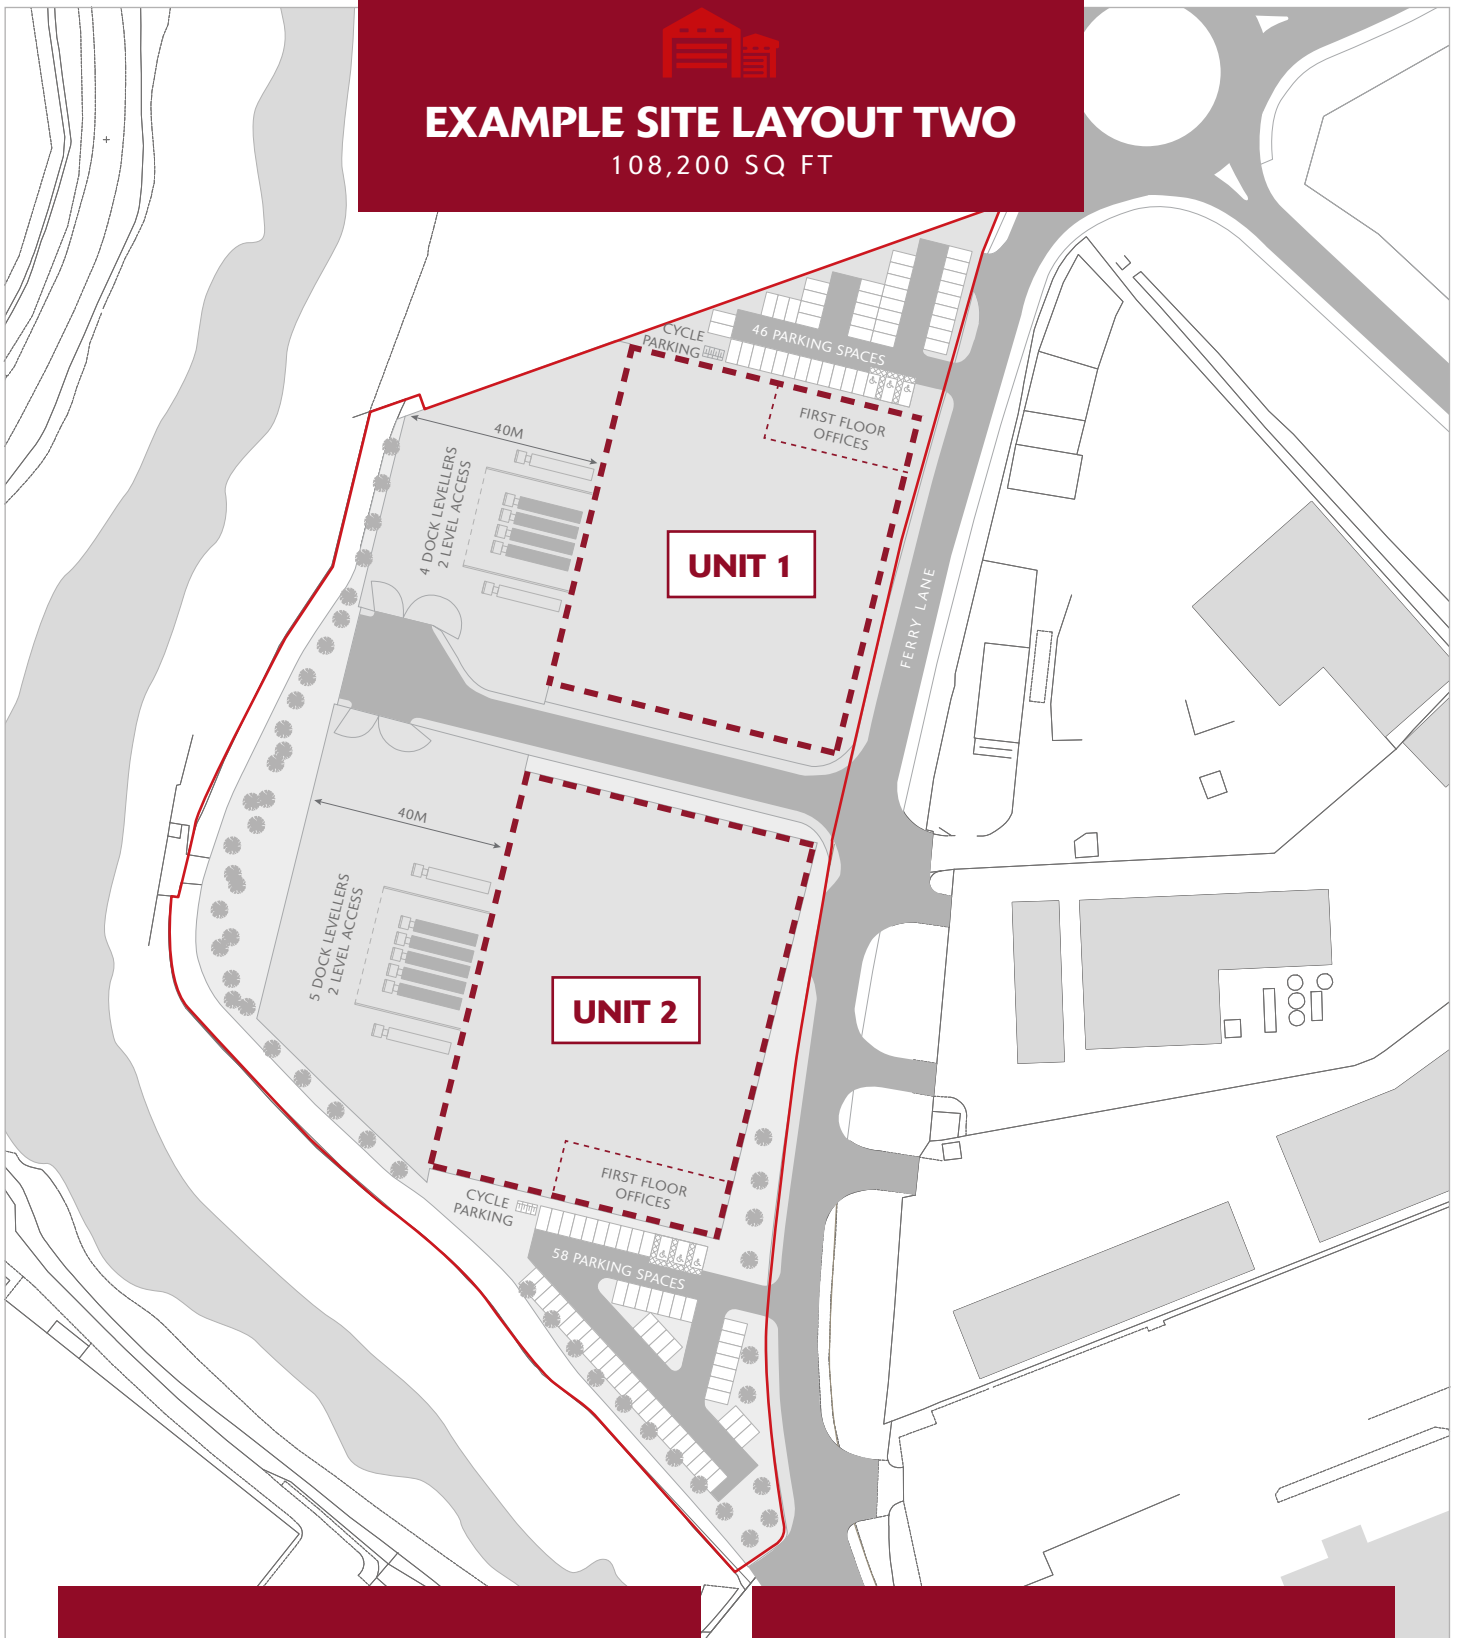 EXAMPLE SITE LAYOUT TWO
108,200 SQ FT
CYCLE
PARKING
46 PARKING SPACES
FIRST FLOOR
OFFICES
40M
4 DOCK LEVELLERS
2 LEVEL ACCESS
UNIT 1
FERRY LANE
40M
5 DOCK LEVELLERS
2 LEVEL ACCESS
UNIT 2
FIRST FLOOR
OFFICES
CYCLE
PARKING
58 PARKING SPACES